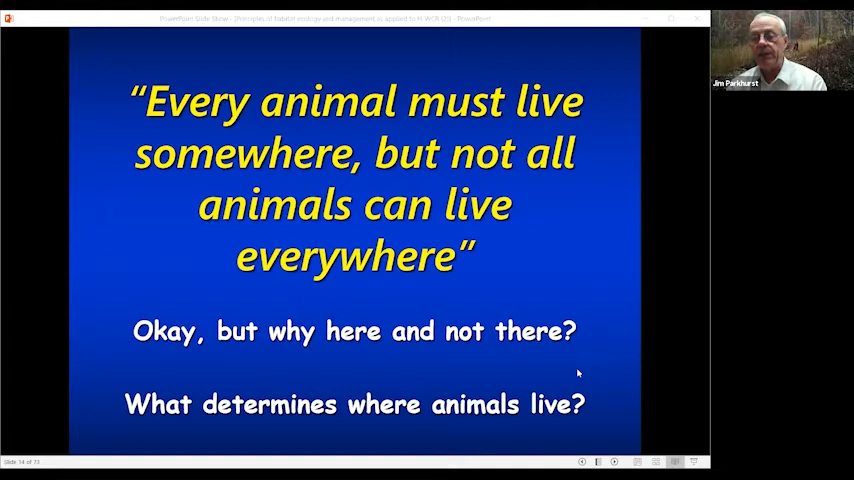 PowerPoint Slide Show - [Principles of habitat ecology and management as applied to H-WCR (2)] - PowerPoint
Jim Parkhurst
“Every animal must live
somewhere, but not all
animals can live
everywhere”
Okay, but why here and not there?
What determines where animals live?
Slide 14 of 73